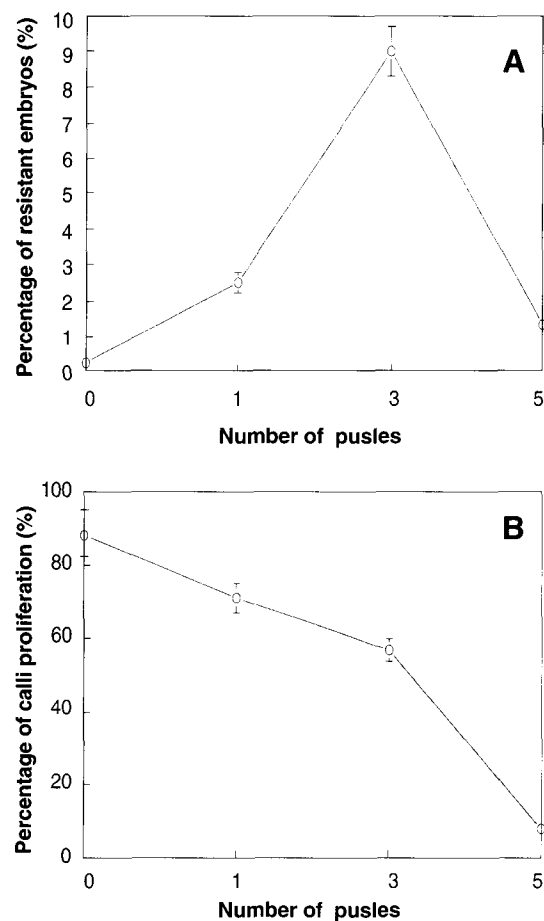 Percentage of resistant embryos (%)
10
9
8
7
6
5
4
3
2
1
0
A
0 1 3 5
Number of pusles
Percentage of calli proliferation (%)
100
80
60
40
20
0
B
0 1 3 5
Number of pusles